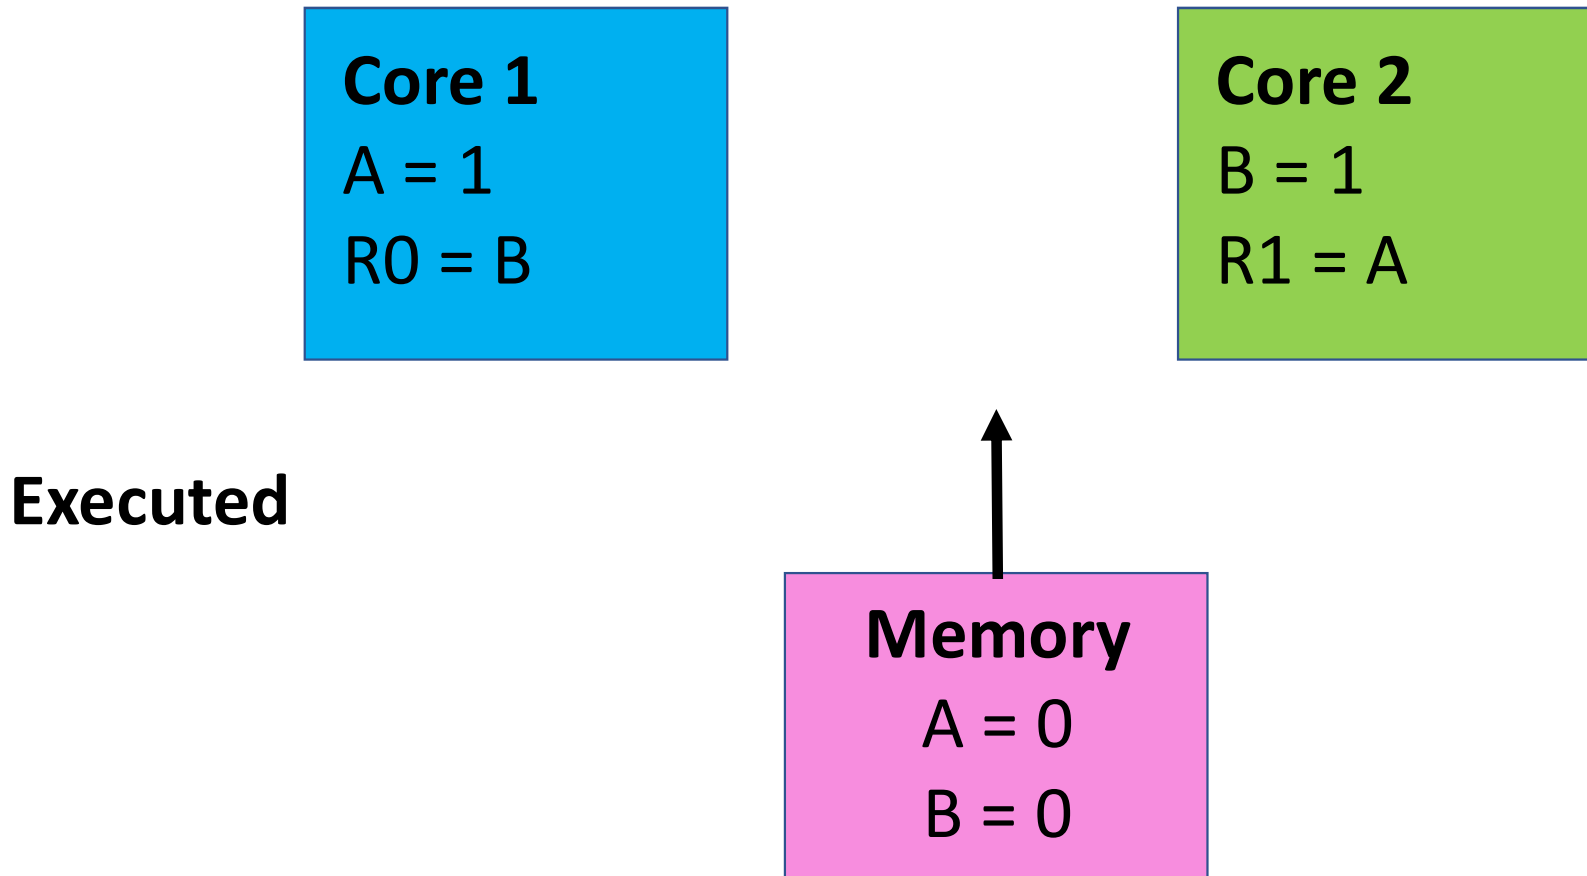 Core 1
A = 1
R0 = B
Core 2
B = 1
R1 = A
Executed
Memory
A = 0
B = 0